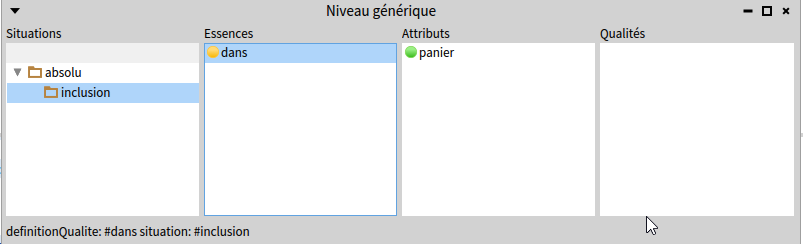 Niveau générique
Situations Essences Attributs Qualités
dans panier
absolu
inclusion
definitionQualite: #dans situation: #inclusion